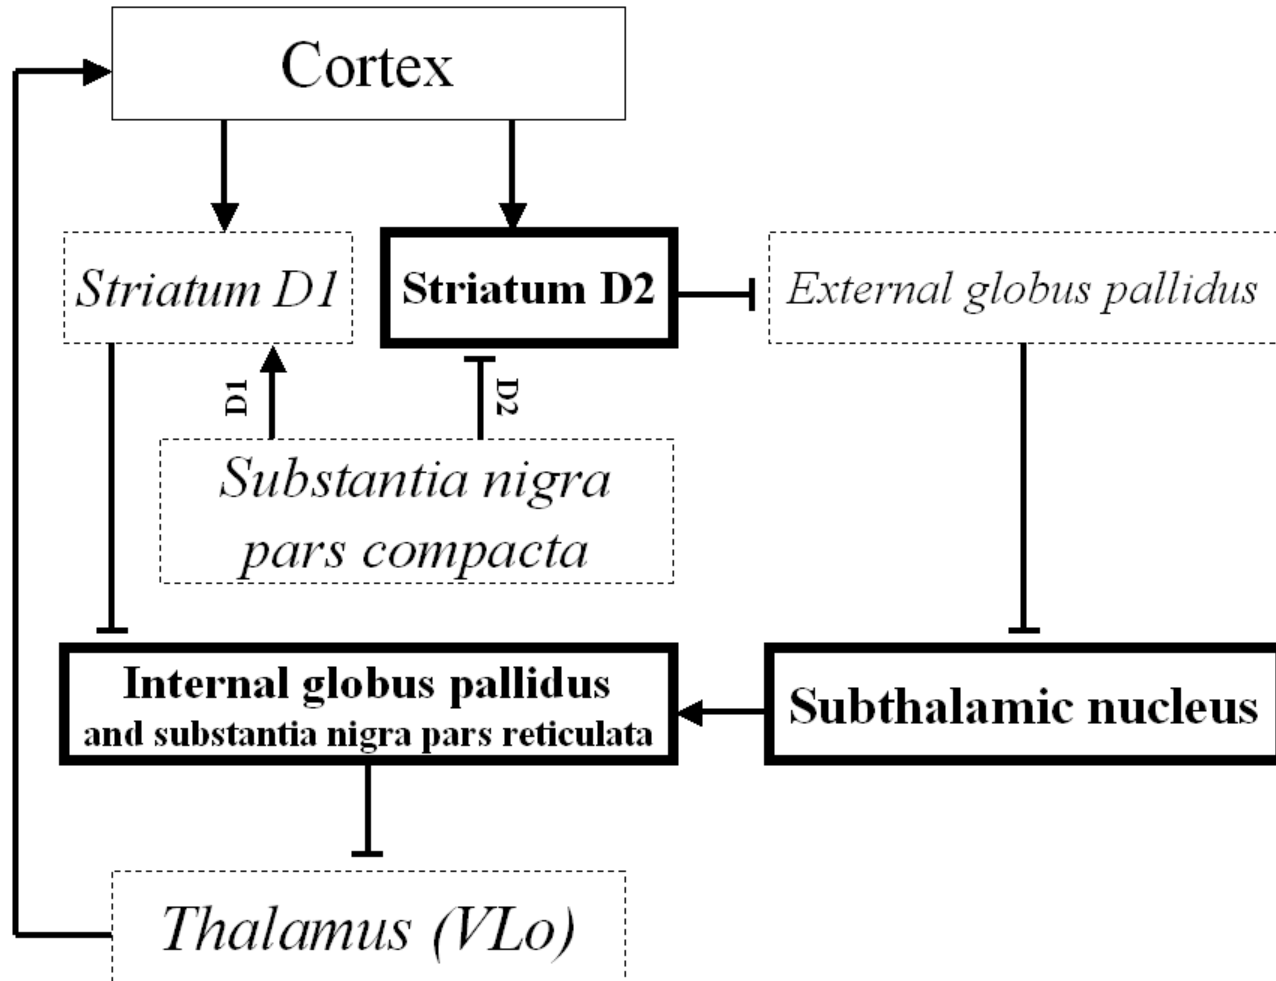 Cortex
Striatum D1
Striatum D2
External globus pallidus
D1
D2
Substantia nigra
pars compacta
Internal globus pallidus
and substantia nigra pars reticulata
Subthalamic nucleus
Thalamus (VLo)